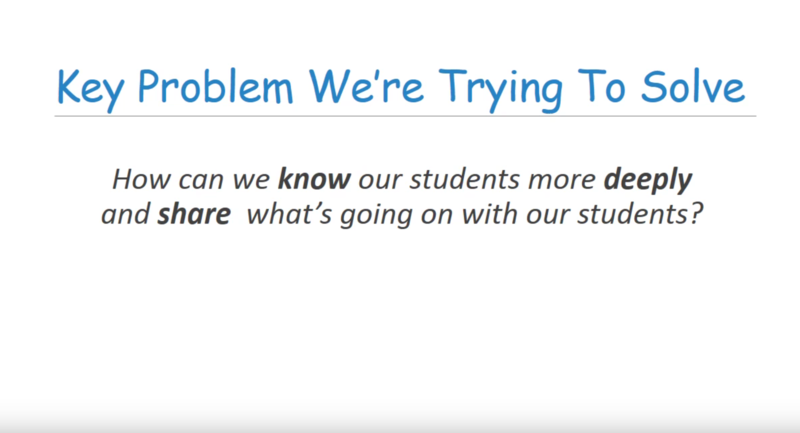 Key Problem We're Trying To Solve
How can we know our students more deeply
and share what's going on with our students?